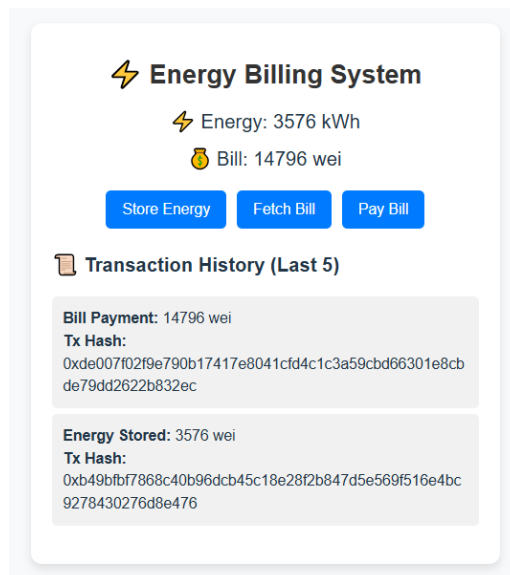 ⚡ Energy Billing System
⚡ Energy: 3576 kWh
💰 Bill: 14796 wei
Store Energy Fetch Bill Pay Bill
📜 Transaction History (Last 5)
Bill Payment: 14796 wei
Tx Hash:
0xde007f02f9e790b17417e8041cfd4c1c3a59cbd66301e8cb
de79dd2622b832ec
Energy Stored: 3576 wei
Tx Hash:
0xb49bfbf7868c40b96dcb45c18e28f2b847d5e569f516e4bc
9278430276d8e476